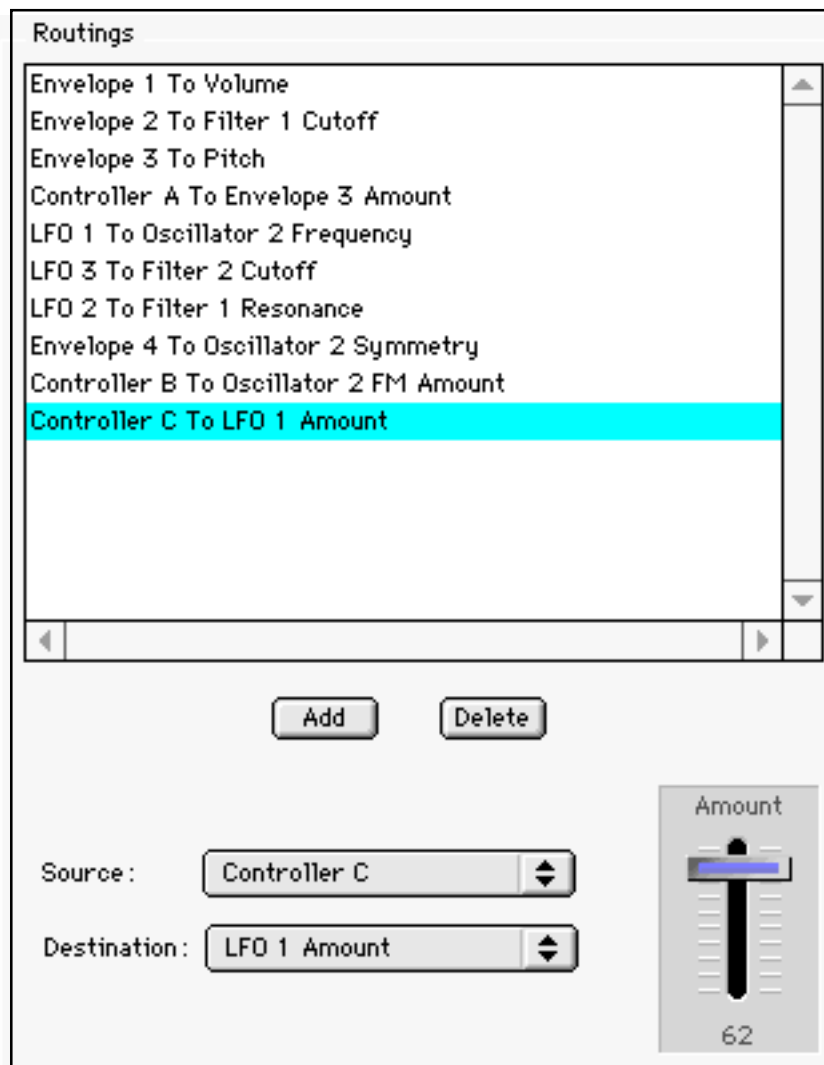 Routings
Envelope 1 To Volume
Envelope 2 To Filter 1 Cutoff
Envelope 3 To Pitch
Controller A To Envelope 3 Amount
LFO 1 To Oscillator 2 Frequency
LFO 3 To Filter 2 Cutoff
LFO 2 To Filter 1 Resonance
Envelope 4 To Oscillator 2 Symmetry
Controller B To Oscillator 2 FM Amount
Controller C To LFO 1 Amount
Add Delete
Amount
Source: Controller C
Destination: LFO 1 Amount
62